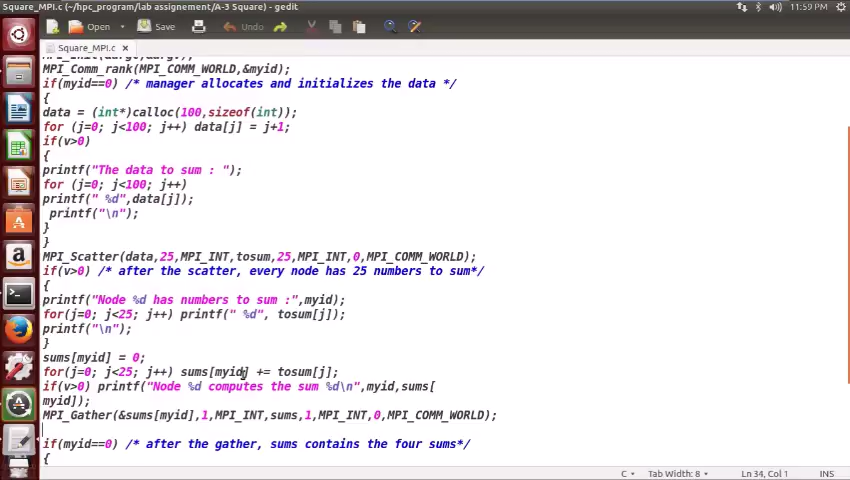 Square_MPI.c (~/hpc_program/lab assignement/A-3 Square) - gedit
11:59 PM
Open
Save
Undo
Square_MPI.c ×
MPI_Comm_rank(MPI_COMM_WORLD,&myid);
if(myid==0) /* manager allocates and initializes the data */
{
data = (int*)calloc(100,sizeof(int));
for (j=0; j<100; j++) data[j] = j+1;
if(v>0)
{
printf("The data to sum : ");
for (j=0; j<100; j++)
printf(" %d",data[j]);
 printf("\n");
}
}
MPI_Scatter(data,25,MPI_INT,tosum,25,MPI_INT,0,MPI_COMM_WORLD);
if(v>0) /* after the scatter, every node has 25 numbers to sum*/
{
printf("Node %d has numbers to sum :",myid);
for(j=0; j<25; j++) printf(" %d", tosum[j]);
printf("\n");
}
sums[myid] = 0;
for(j=0; j<25; j++) sums[myid] += tosum[j];
if(v>0) printf("Node %d computes the sum %d\n",myid,sums[
myid]);
MPI_Gather(&sums[myid],1,MPI_INT,sums,1,MPI_INT,0,MPI_COMM_WORLD);
if(myid==0) /* after the gather, sums contains the four sums*/
{
C Tab Width: 8 Ln 34, Col 1 INS